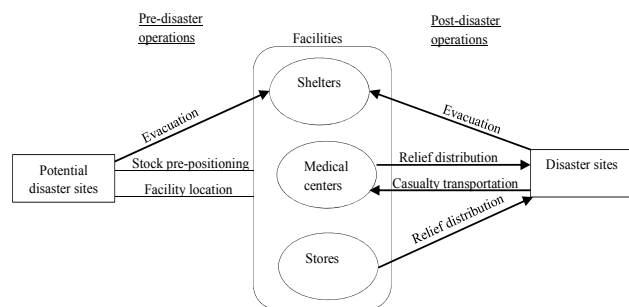 Pre-disaster
operations
Post-disaster
operations
Facilities
Shelters
Evacuation
Evacuation
Potential
disaster sites
Stock pre-positioning
Facility location
Medical
centers
Relief distribution
Casualty transportation
Disaster sites
Relief distribution
Stores